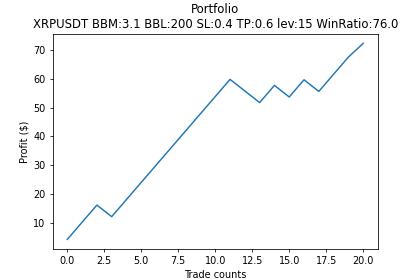 Portfolio
XRPUSDT BBM:3.1 BBL:200 SL:0.4 TP:0.6 lev:15 WinRatio:76.0
70
60
50
40
30
20
10
Profit ($)
0.0 2.5 5.0 7.5 10.0 12.5 15.0 17.5 20.0
Trade counts